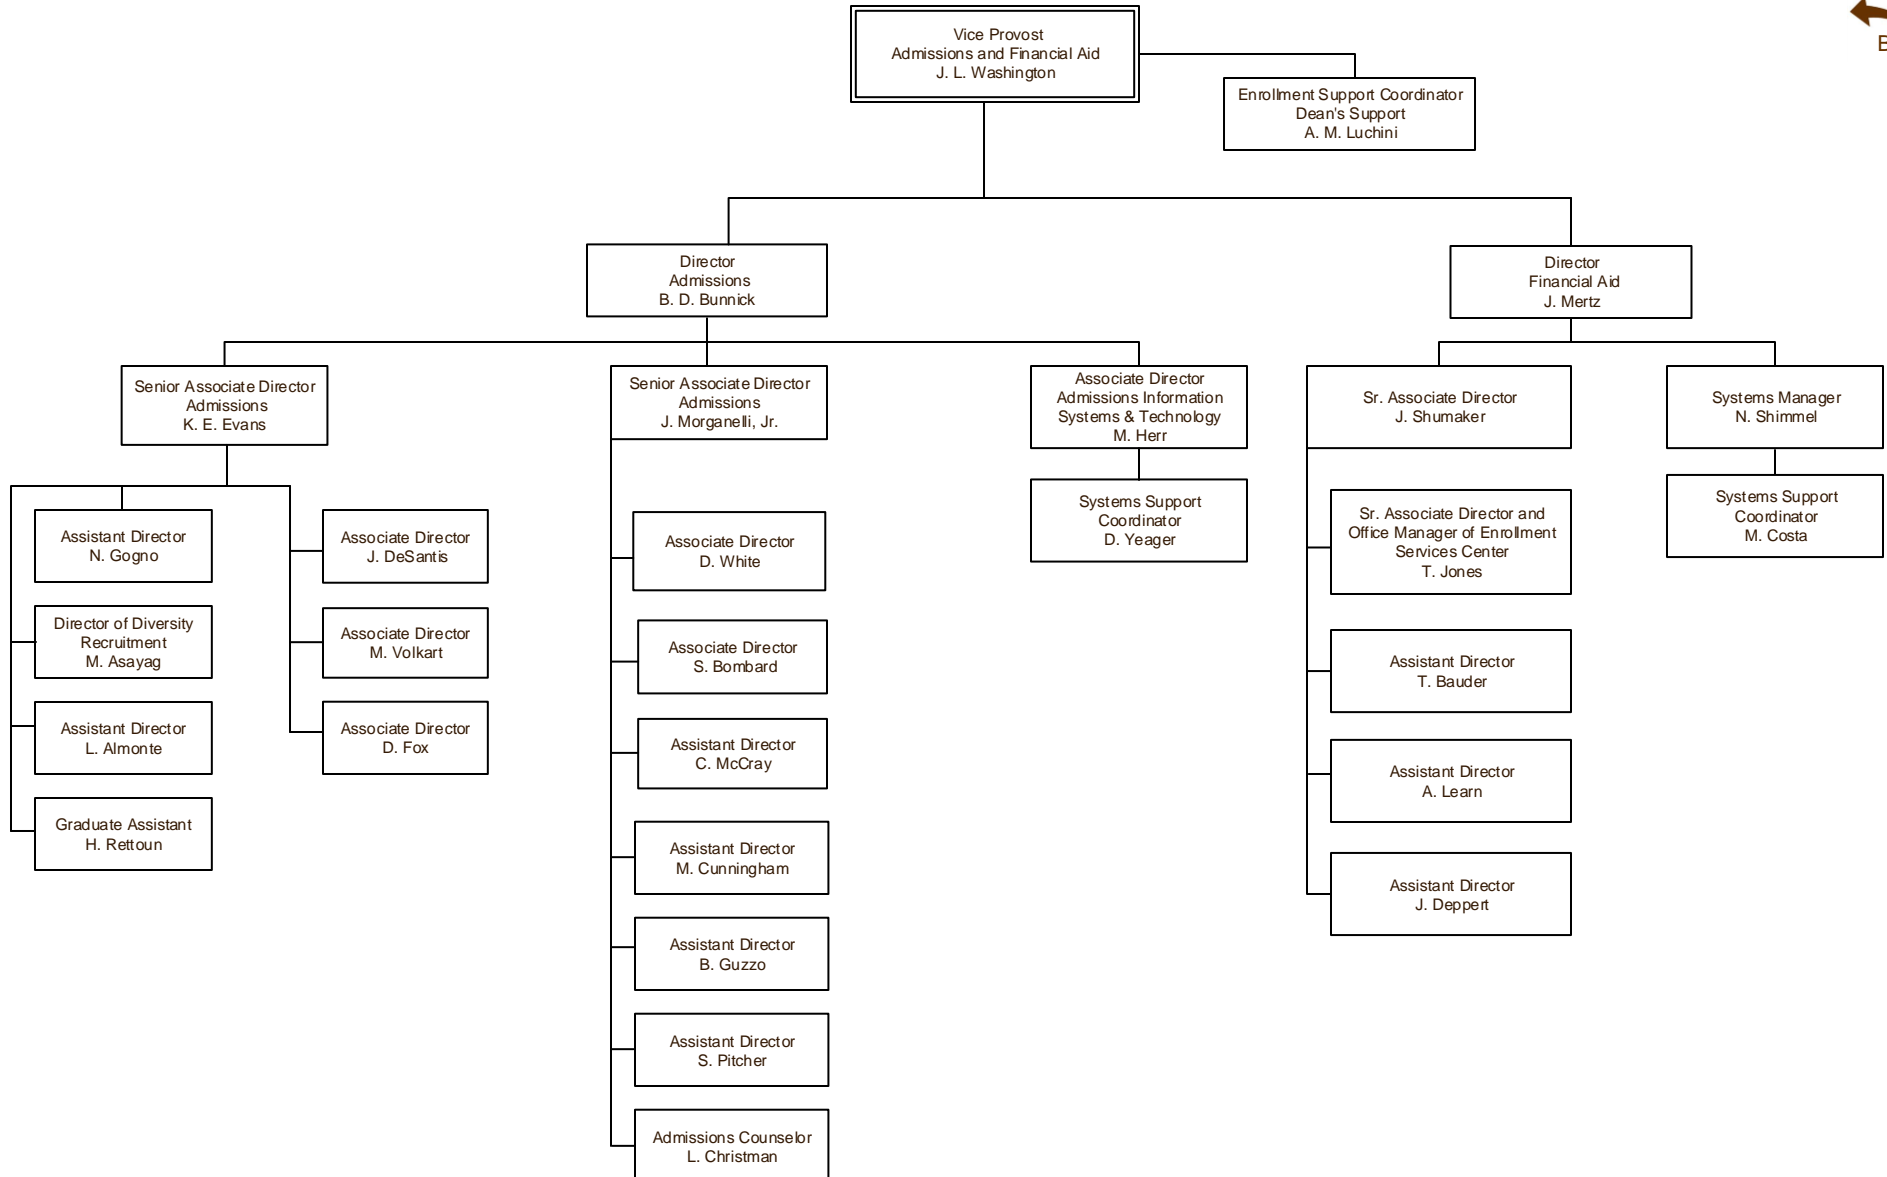 Vice Provost
Admissions and Financial Aid
J. L. Washington
Enrollment Support Coordinator
Dean's Support
A. M. Luchini
Director
Admissions
B. D. Bunnick
Director
Financial Aid
J. Mertz
Senior Associate Director
Admissions
K. E. Evans
Senior Associate Director
Admissions
J. Morganelli, Jr.
Associate Director
Admissions Information
Systems & Technology
M. Herr
Sr. Associate Director
J. Shumaker
Systems Manager
N. Shimmel
Assistant Director
N. Gogno
Director of Diversity
Recruitment
M. Asayag
Assistant Director
L. Almonte
Graduate Assistant
H. Rettoun
Associate Director
J. DeSantis
Associate Director
M. Volkart
Associate Director
D. Fox
Associate Director
D. White
Associate Director
S. Bombard
Assistant Director
C. McCray
Assistant Director
M. Cunningham
Assistant Director
B. Guzzo
Assistant Director
S. Pitcher
Admissions Counselor
L. Christman
Systems Support
Coordinator
D. Yeager
Sr. Associate Director and
Office Manager of Enrollment
Services Center
T. Jones
Assistant Director
T. Bauder
Assistant Director
A. Learn
Assistant Director
J. Deppert
Systems Support
Coordinator
M. Costa